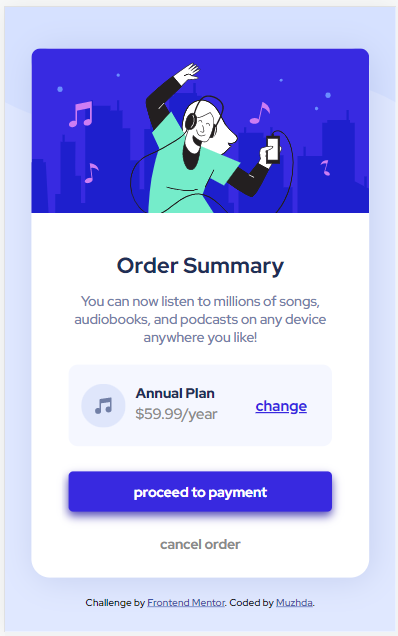 Order Summary
You can now listen to millions of songs,
audiobooks, and podcasts on any device
anywhere you like!
Annual Plan
$59.99/year
change
proceed to payment
cancel order
Challenge by Frontend Mentor. Coded by Muzhda.